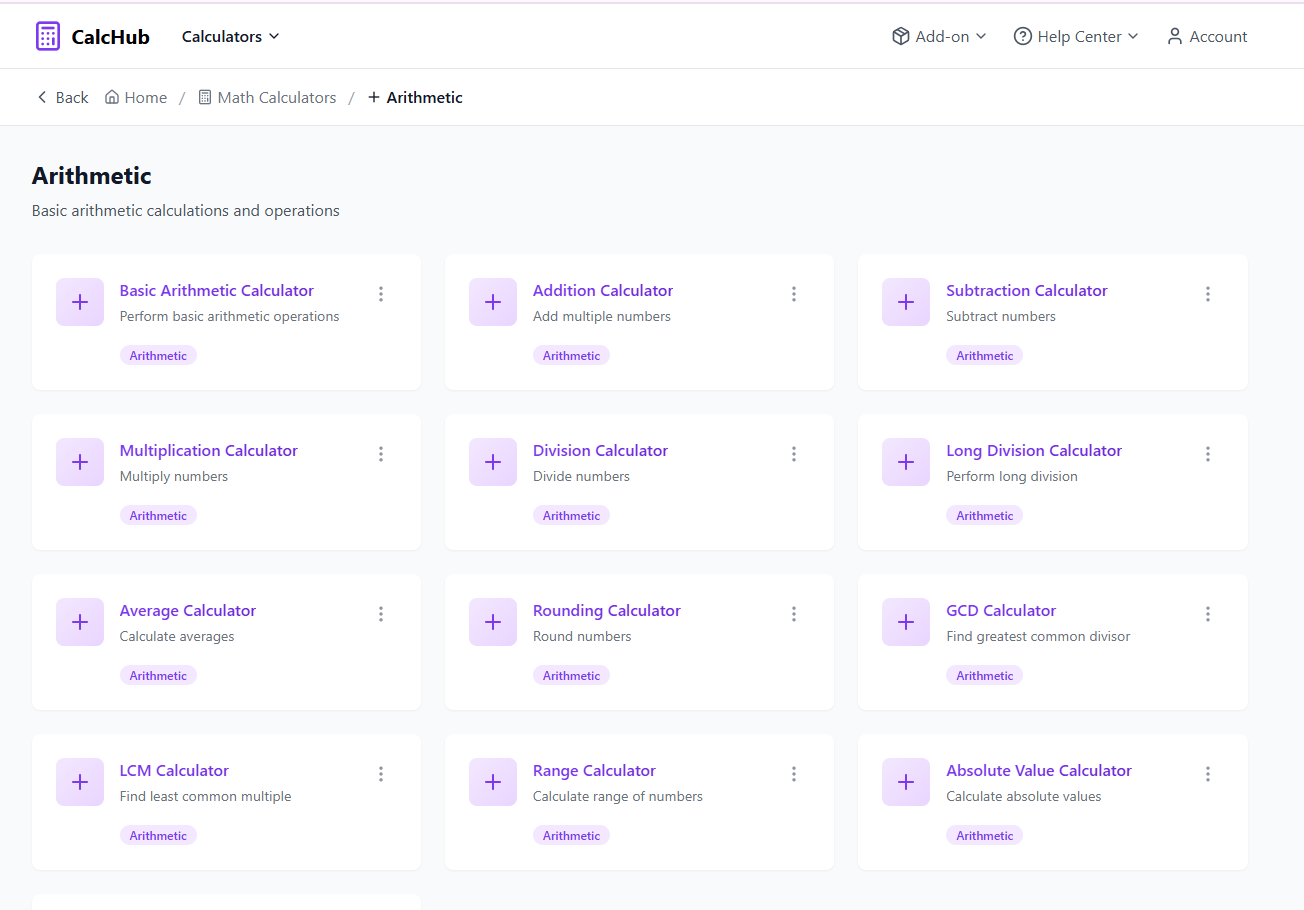 CalcHub Calculators Add-on Help Center Account
Back Home / Math Calculators / Arithmetic
Arithmetic
Basic arithmetic calculations and operations
Basic Arithmetic Calculator
Perform basic arithmetic operations
Arithmetic
Addition Calculator
Add multiple numbers
Arithmetic
Subtraction Calculator
Subtract numbers
Arithmetic
Multiplication Calculator
Multiply numbers
Arithmetic
Division Calculator
Divide numbers
Arithmetic
Long Division Calculator
Perform long division
Arithmetic
Average Calculator
Calculate averages
Arithmetic
Rounding Calculator
Round numbers
Arithmetic
GCD Calculator
Find greatest common divisor
Arithmetic
LCM Calculator
Find least common multiple
Arithmetic
Range Calculator
Calculate range of numbers
Arithmetic
Absolute Value Calculator
Calculate absolute values
Arithmetic